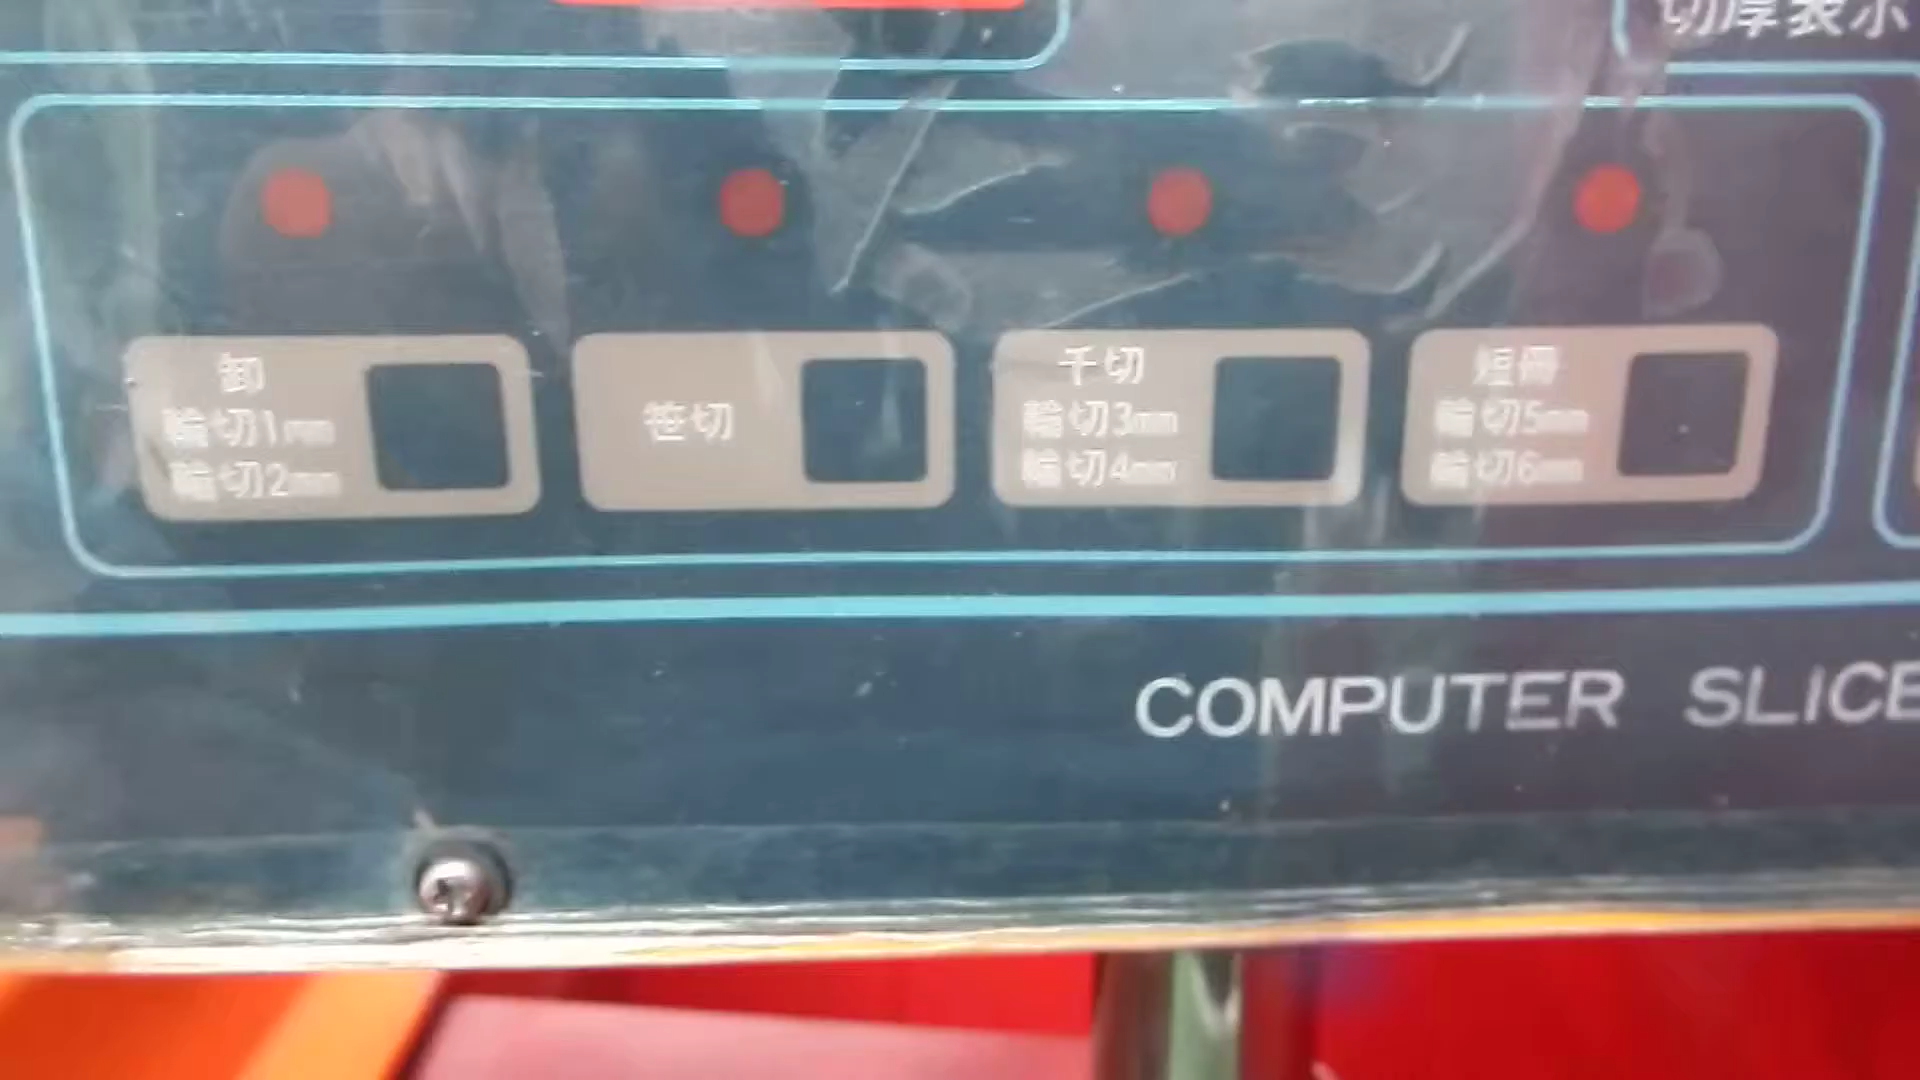 切厚表示
卸
輪切1mm
輪切2mm
笹切
千切
輪切3mm
輪切4mm
短冊
輪切5mm
輪切6mm
COMPUTER SLICE